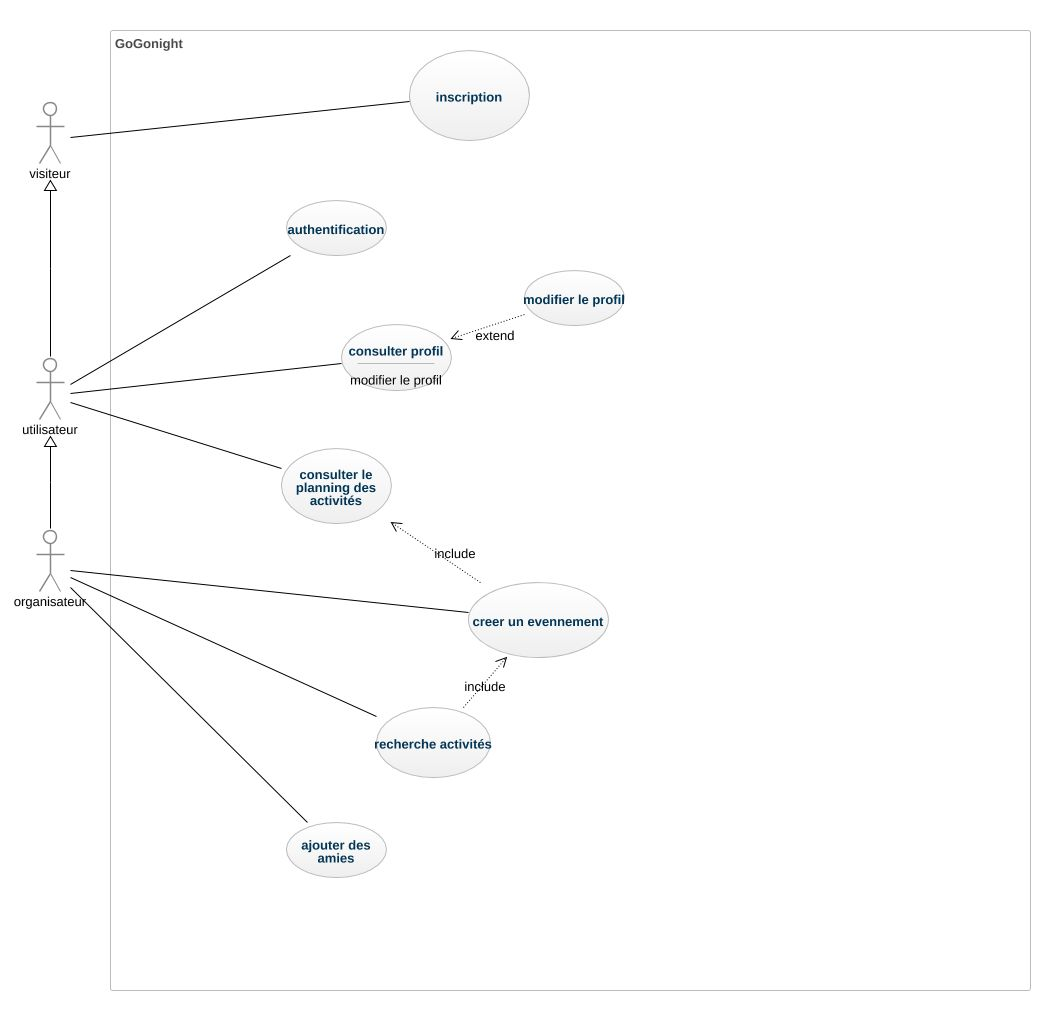 GoGonight
inscription
visiteur
authentification
modifier le profil
extend
consulter profil
modifier le profil
utilisateur
consulter le
planning des
activités
include
organisateur
creer un evennement
include
recherche activités
ajouter des
amies